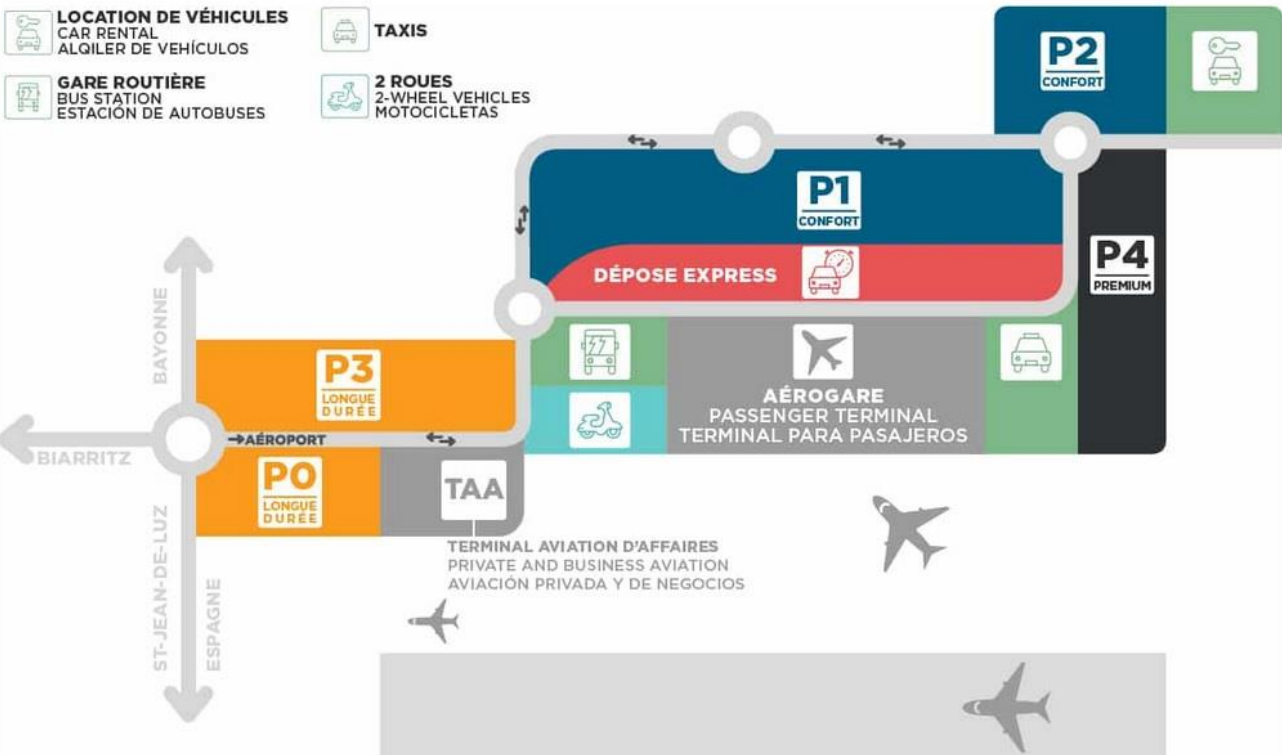 LOCATION DE VÉHICULES
CAR RENTAL
ALQILER DE VEHÍCULOS
TAXIS
GARE ROUTIÈRE
BUS STATION
ESTACIÓN DE AUTOBUSES
2 ROUES
2-WHEEL VEHICLES
MOTOCICLETAS
P2
CONFORT
P1
CONFORT
DÉPOSE EXPRESS
P4
PREMIUM
BAYONNE
P3
LONGUE
DURÉE
AÉROGARE
PASSENGER TERMINAL
TERMINAL PARA PASAJEROS
AÉROPORT
BIARRITZ
P0
LONGUE
DURÉE
TAA
TERMINAL AVIATION D'AFFAIRES
PRIVATE AND BUSINESS AVIATION
AVIACIÓN PRIVADA Y DE NEGOCIOS
ST-JEAN-DE-LUZ
ESPAGNE